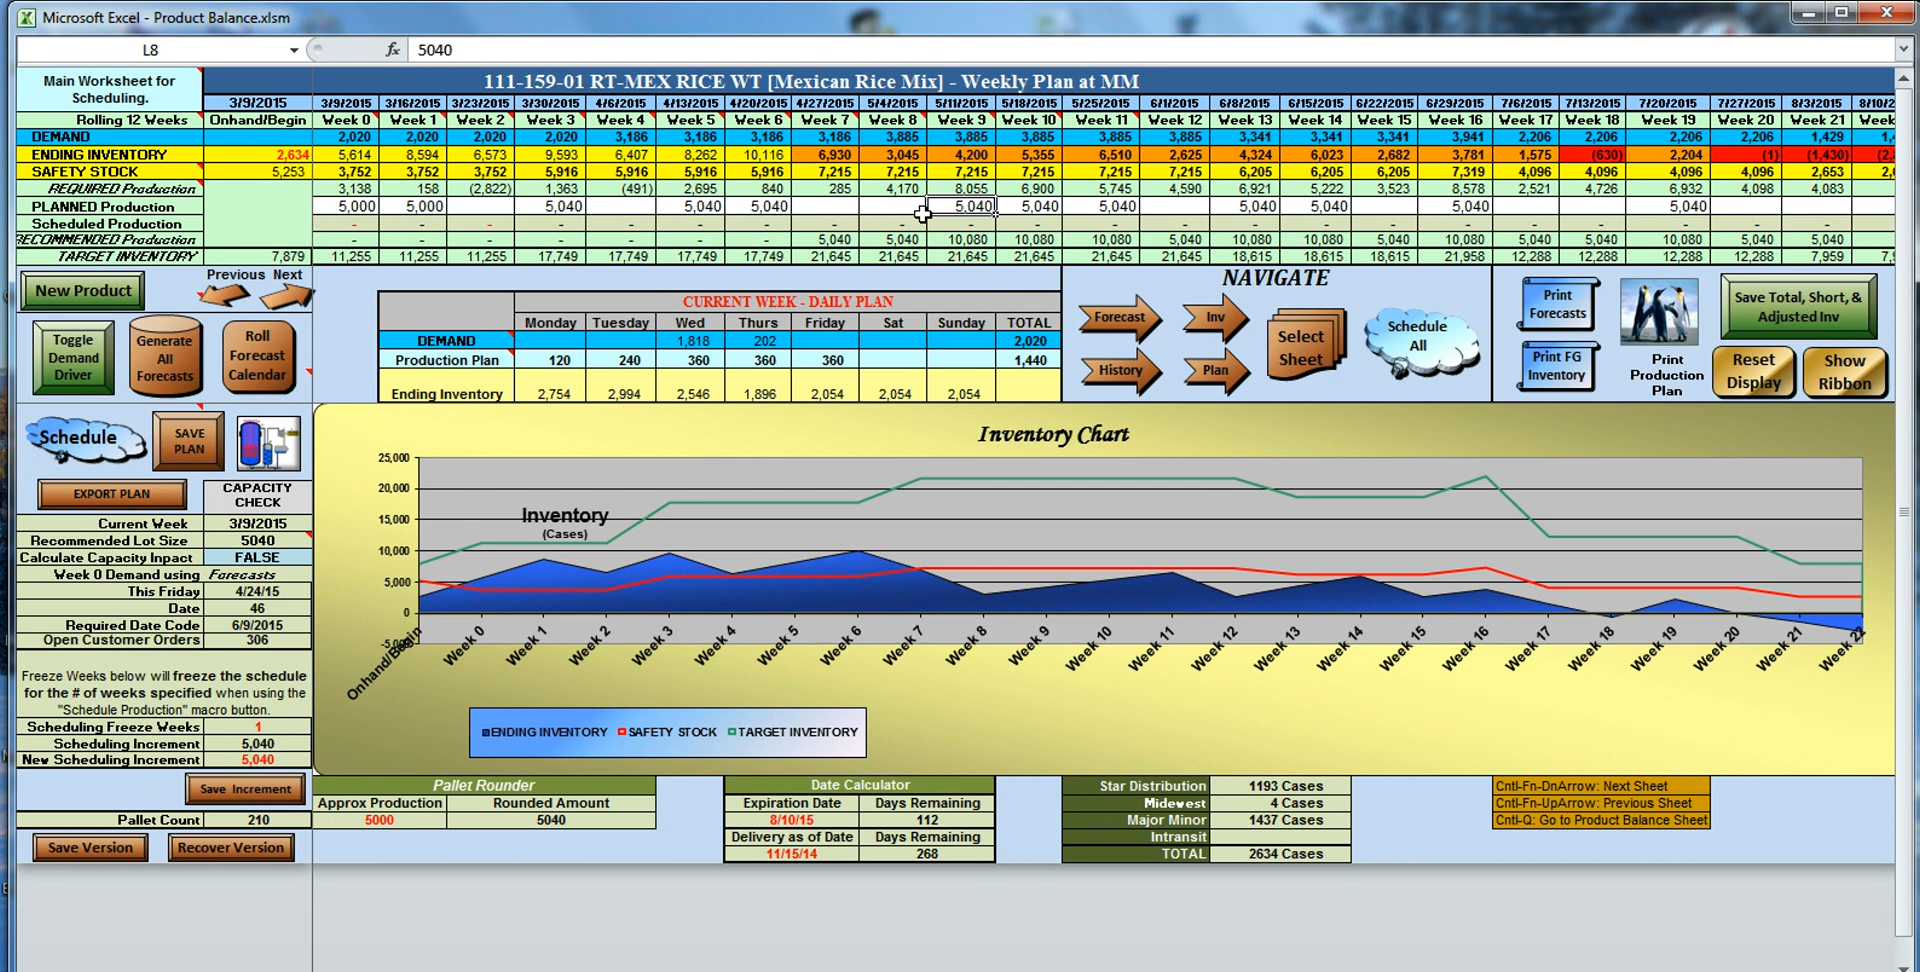 Microsoft Excel - Product Balance.xlsm
L8 fx 5040
Main Worksheet for Scheduling. 111-159-01 RT-MEX RICE WT [Mexican Rice Mix] - Weekly Plan at MM
3/9/2015 3/9/2015 3/16/2015 3/23/2015 3/30/2015 4/6/2015 4/13/2015 4/20/2015 4/27/2015 5/4/2015 5/11/2015 5/18/2015 5/25/2015 6/1/2015 6/8/2015 6/15/2015 6/22/2015 6/29/2015 7/6/2015 7/13/2015 7/20/2015 7/27/2015 8/3/2015 8/10/2
Rolling 12 Weeks Onhand/Begin Week 0 Week 1 Week 2 Week 3 Week 4 Week 5 Week 6 Week 7 Week 8 Week 9 Week 10 Week 11 Week 12 Week 13 Week 14 Week 15 Week 16 Week 17 Week 18 Week 19 Week 20 Week 21 Week
DEMAND 2,020 2,020 2,020 2,020 3,186 3,186 3,186 3,186 3,885 3,885 3,885 3,885 3,885 3,341 3,341 3,341 3,941 2,206 2,206 2,206 2,206 1,429
ENDING INVENTORY 2,634 5,614 8,594 6,573 9,593 6,407 8,262 10,116 6,930 3,045 4,200 5,355 6,510 2,625 4,324 6,023 2,682 3,781 1,575 (630) 2,204 (1) (1,430)
SAFETY STOCK 5,253 3,752 3,752 3,752 5,916 5,916 5,916 5,916 7,215 7,215 7,215 7,215 7,215 7,215 6,205 6,205 6,205 7,319 4,096 4,096 4,096 4,096 2,653
REQUIRED Production 3,138 158 (2,822) 1,363 (491) 2,695 840 285 4,170 8,055 6,900 5,745 4,590 6,921 5,222 3,523 8,578 2,521 4,726 6,932 4,098 4,083
PLANNED Production 5,000 5,000 5,040 5,040 5,040 5,040 5,040 5,040 5,040 5,040 5,040 5,040
Scheduled Production - - - - - - - - - - - - - - - - - - - - - -
RECOMMENDED Production - - - - - - - 5,040 5,040 10,080 10,080 10,080 5,040 10,080 10,080 5,040 10,080 5,040 5,040 10,080 5,040 5,040
TARGET INVENTORY 7,879 11,255 11,255 11,255 17,749 17,749 17,749 17,749 21,645 21,645 21,645 21,645 21,645 21,645 18,615 18,615 18,615 21,958 12,288 12,288 12,288 12,288 7,959
New Product
Previous Next
Toggle Demand Driver
Generate All Forecasts
Roll Forecast Calendar
CURRENT WEEK - DAILY PLAN
Monday Tuesday Wed Thurs Friday Sat Sunday TOTAL
DEMAND 1,818 202 2,020
Production Plan 120 240 360 360 360 1,440
Ending Inventory 2,754 2,994 2,546 1,896 2,054 2,054 2,054
NAVIGATE
Forecast Inv
History Plan
Select Sheet
Schedule All
Print Forecasts
Print FG Inventory
Print Production Plan
Save Total, Short, & Adjusted Inv
Reset Display
Show Ribbon
Schedule
SAVE PLAN
EXPORT PLAN
CAPACITY CHECK
Current Week 3/9/2015
Recommended Lot Size 5040
Calculate Capacity Inpact FALSE
Week 0 Demand using Forecasts
This Friday 4/24/15
Date 46
Required Date Code 6/9/2015
Open Customer Orders 306
Freeze Weeks below will freeze the schedule
for the # of weeks specified when using the
"Schedule Production" macro button.
Scheduling Freeze Weeks 1
Scheduling Increment 5,040
New Scheduling Increment 5,040
Save Increment
Pallet Count 210
Save Version Recover Version
Inventory Chart
Inventory
(Cases)
25,000
20,000
15,000
10,000
5,000
0
-5,000
Onhand/Begin Week 0 Week 1 Week 2 Week 3 Week 4 Week 5 Week 6 Week 7 Week 8 Week 9 Week 10 Week 11 Week 12 Week 13 Week 14 Week 15 Week 16 Week 17 Week 18 Week 19 Week 20 Week 21 Week 22
ENDING INVENTORY SAFETY STOCK TARGET INVENTORY
Pallet Rounder
Approx Production Rounded Amount
5000 5040
Date Calculator
Expiration Date Days Remaining
8/10/15 112
Delivery as of Date Days Remaining
11/15/14 268
Star Distribution 1193 Cases
Midewest 4 Cases
Major Minor 1437 Cases
Intransit
TOTAL 2634 Cases
Cntl-Fn-DnArrow: Next Sheet
Cntl-Fn-UpArrow: Previous Sheet
Cntl-Q: Go to Product Balance Sheet